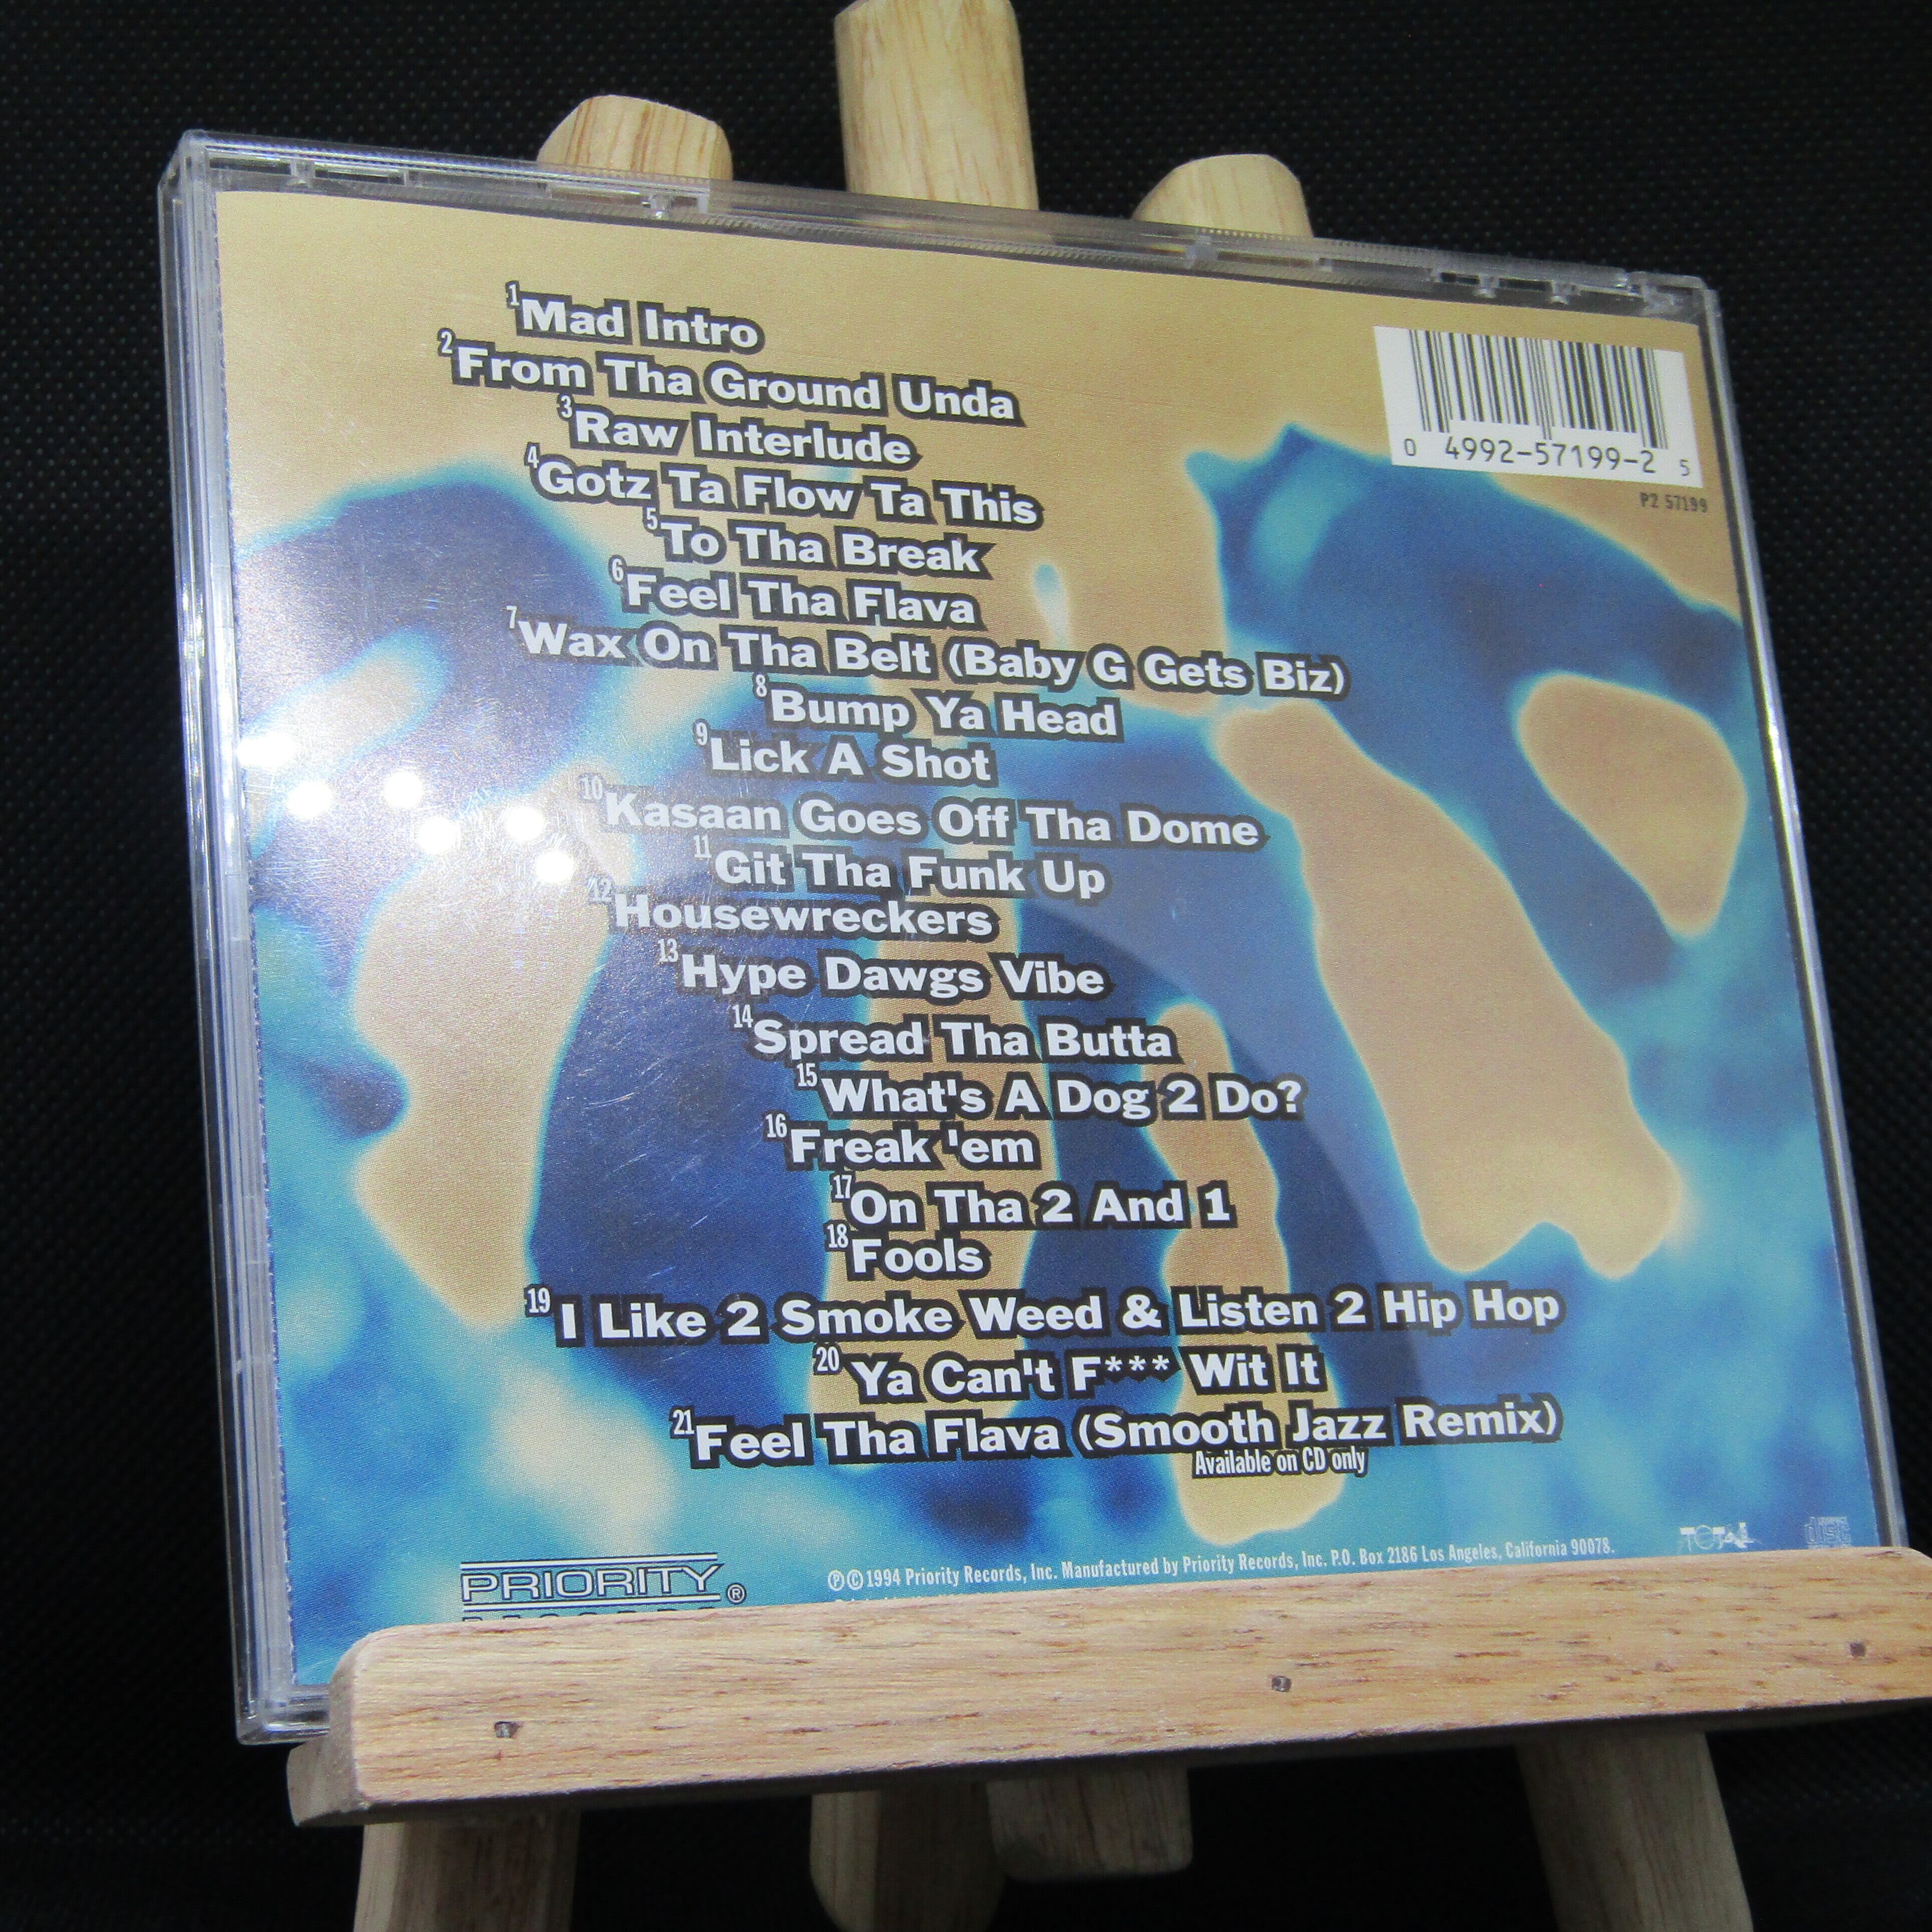 1 Mad Intro
2 From Tha Ground Unda
3 Raw Interlude
4 Gotz Ta Flow Ta This
5 To Tha Break
6 Feel Tha Flava
7 Wax On Tha Belt (Baby G Gets Biz)
8 Bump Ya Head
9 Lick A Shot
10 Kasaan Goes Off Tha Dome
11 Git Tha Funk Up
12 Housewreckers
13 Hype Dawgs Vibe
14 Spread Tha Butta
15 What's A Dog 2 Do?
16 Freak 'em
17 On Tha 2 And 1
18 Fools
19 I Like 2 Smoke Weed & Listen 2 Hip Hop
20 Ya Can't F*** Wit It
21 Feel Tha Flava (Smooth Jazz Remix)
Available on CD only
0 4992-57199-2 5
P2 57199
PRIORITY ®
℗ © 1994 Priority Records, Inc. Manufactured by Priority Records, Inc. P.O. Box 2186 Los Angeles, California 90078.